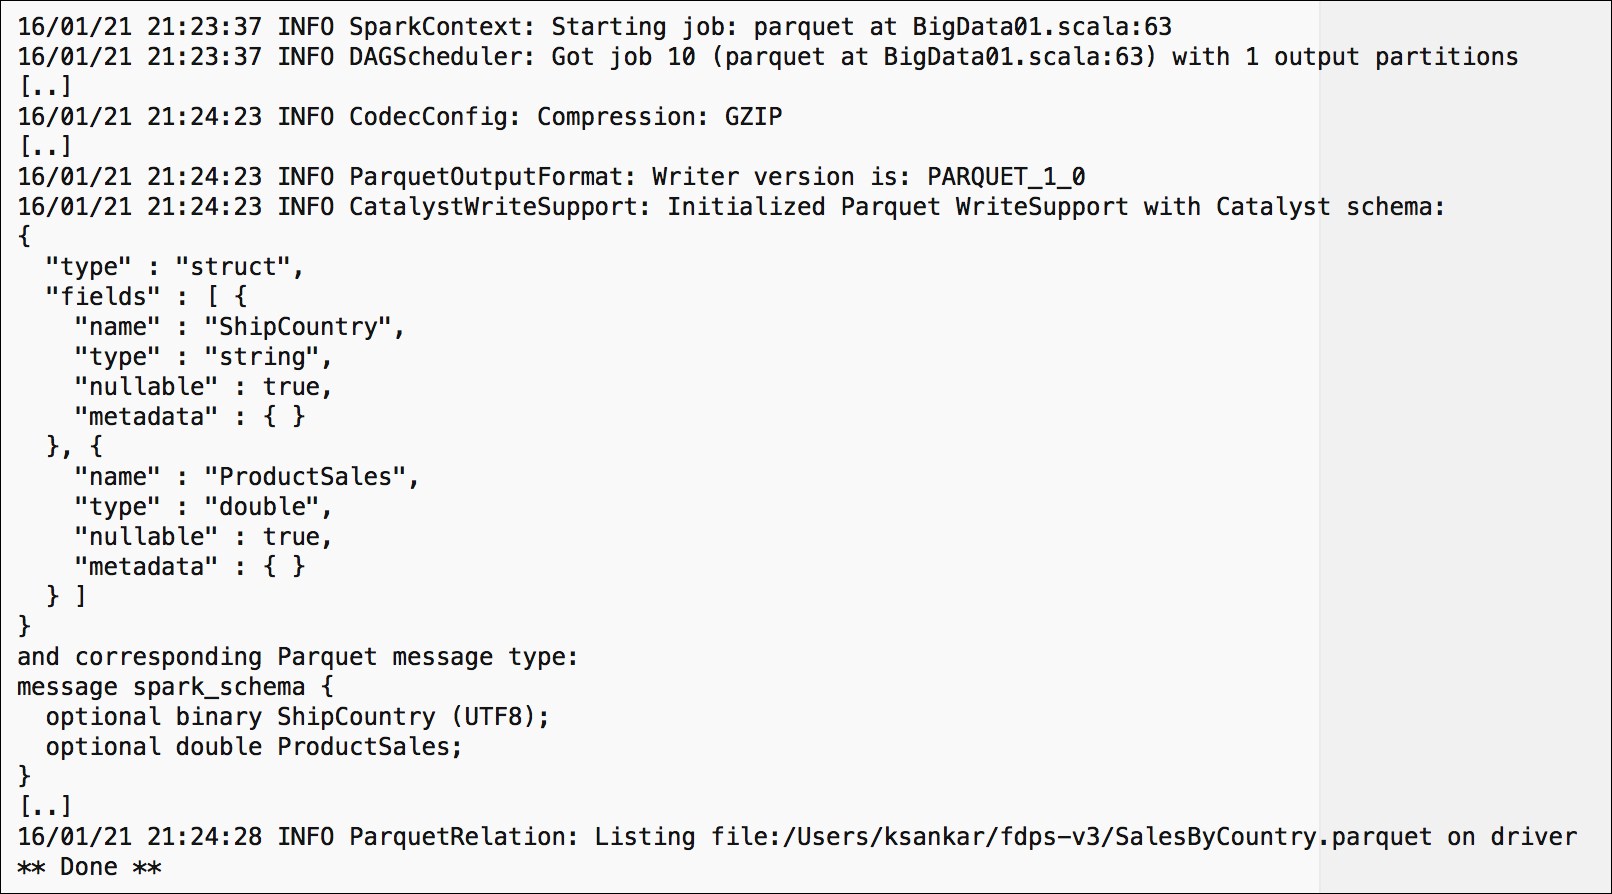 16/01/21 21:23:37 INFO SparkContext: Starting job: parquet at BigData01.scala:63
16/01/21 21:23:37 INFO DAGScheduler: Got job 10 (parquet at BigData01.scala:63) with 1 output partitions
[..]
16/01/21 21:24:23 INFO CodecConfig: Compression: GZIP
[..]
16/01/21 21:24:23 INFO ParquetOutputFormat: Writer version is: PARQUET_1_0
16/01/21 21:24:23 INFO CatalystWriteSupport: Initialized Parquet WriteSupport with Catalyst schema:
{
  "type" : "struct",
  "fields" : [ {
    "name" : "ShipCountry",
    "type" : "string",
    "nullable" : true,
    "metadata" : { }
  }, {
    "name" : "ProductSales",
    "type" : "double",
    "nullable" : true,
    "metadata" : { }
  } ]
}
and corresponding Parquet message type:
message spark_schema {
  optional binary ShipCountry (UTF8);
  optional double ProductSales;
}
[..]
16/01/21 21:24:28 INFO ParquetRelation: Listing file:/Users/ksankar/fdps-v3/SalesByCountry.parquet on driver
** Done **